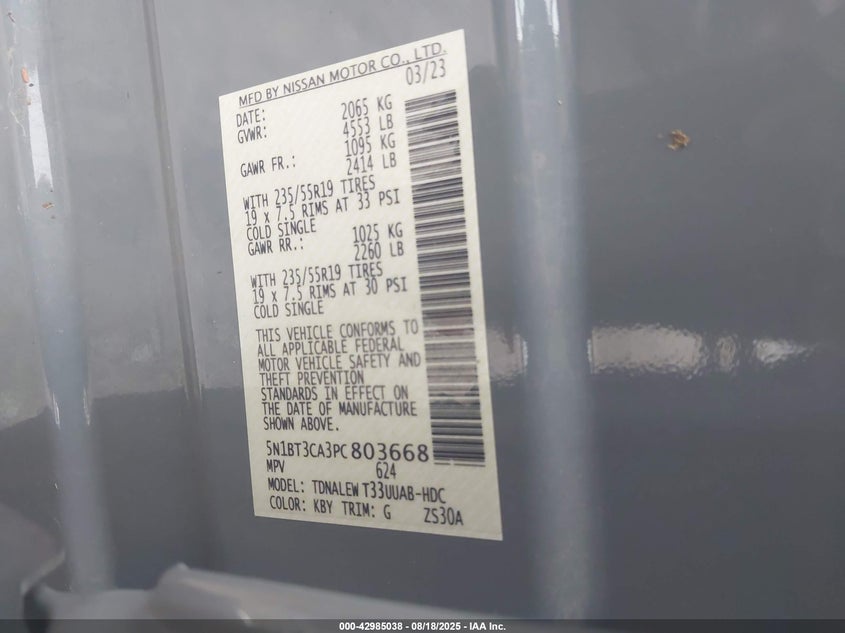 MFD BY NISSAN MOTOR CO., LTD.
DATE: 03/23
GVWR: 2065 KG
4553 LB
GAWR FR.: 1095 KG
2414 LB
WITH 235/55R19 TIRES
19 x 7.5 RIMS AT 33 PSI
COLD SINGLE
GAWR RR.: 1025 KG
2260 LB
WITH 235/55R19 TIRES
19 x 7.5 RIMS AT 30 PSI
COLD SINGLE
THIS VEHICLE CONFORMS TO
ALL APPLICABLE FEDERAL
MOTOR VEHICLE SAFETY AND
THEFT PREVENTION
STANDARDS IN EFFECT ON
THE DATE OF MANUFACTURE
SHOWN ABOVE.
5N1BT3CA3PC803668
MPV 624
MODEL: TDNALEW T33UUAB-HDC
COLOR: KBY TRIM: G ZS30A
000-42985038 - 08/18/2025 - IAA Inc.